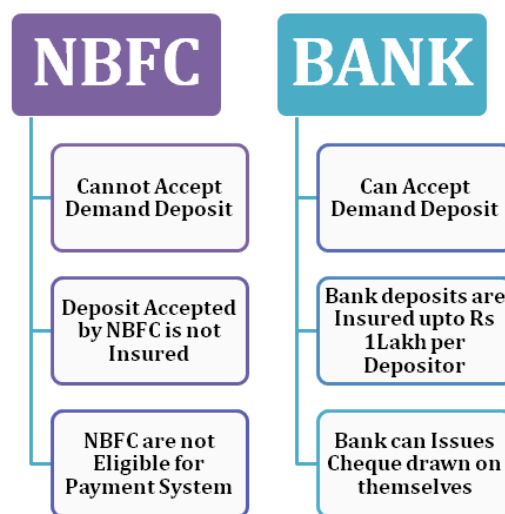 NBFC
Cannot Accept
Demand Deposit
Deposit Accepted
by NBFC is not
Insured
NBFC are not
Eligible for
Payment System
BANK
Can Accept
Demand Deposit
Bank deposits are
Insured upto Rs
1Lakh per
Depositor
Bank can Issues
Cheque drawn on
themselves